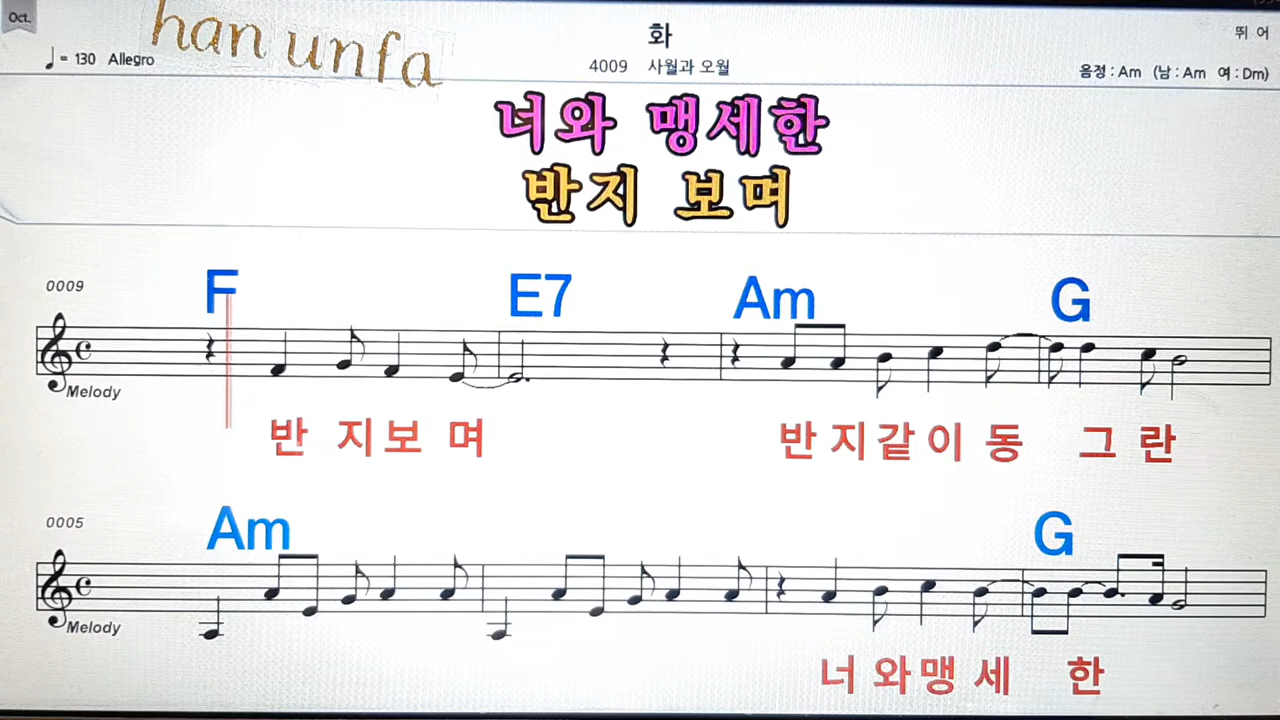 Oct.
han unfa
화
뛰 어
♩= 130 Allegro
4009 사월과 오월
음정 : Am (남 : Am 여 : Dm)
너와 맹세한
반지 보며
0009
F E7 Am G
Melody
반 지 보 며 반 지 같 이 동 그 란
0005
Am G
Melody
너 와 맹 세 한